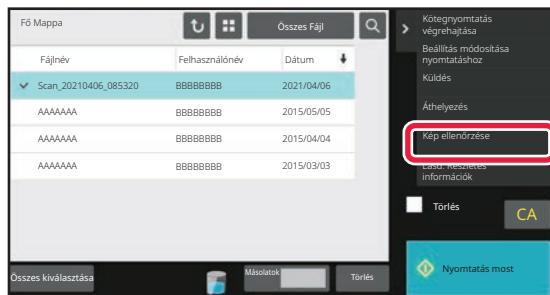 Fő Mappa
Összes Fájl
Fájlnév Felhasználónév Dátum
Scan_20210406_085320 BBBBBBBB 2021/04/06
AAAAAAA BBBBBBBB 2015/05/05
AAAAAAA BBBBBBBB 2015/04/04
AAAAAAA BBBBBBBB 2015/03/03
Összes kiválasztása
Másolatok
Törlés
Kötegnyomtatás
végrehajtása
Beállítás módosítása
nyomtatáshoz
Küldés
Áthelyezés
Kép ellenőrzése
Részletes
információk
Törlés
CA
Nyomtatás most